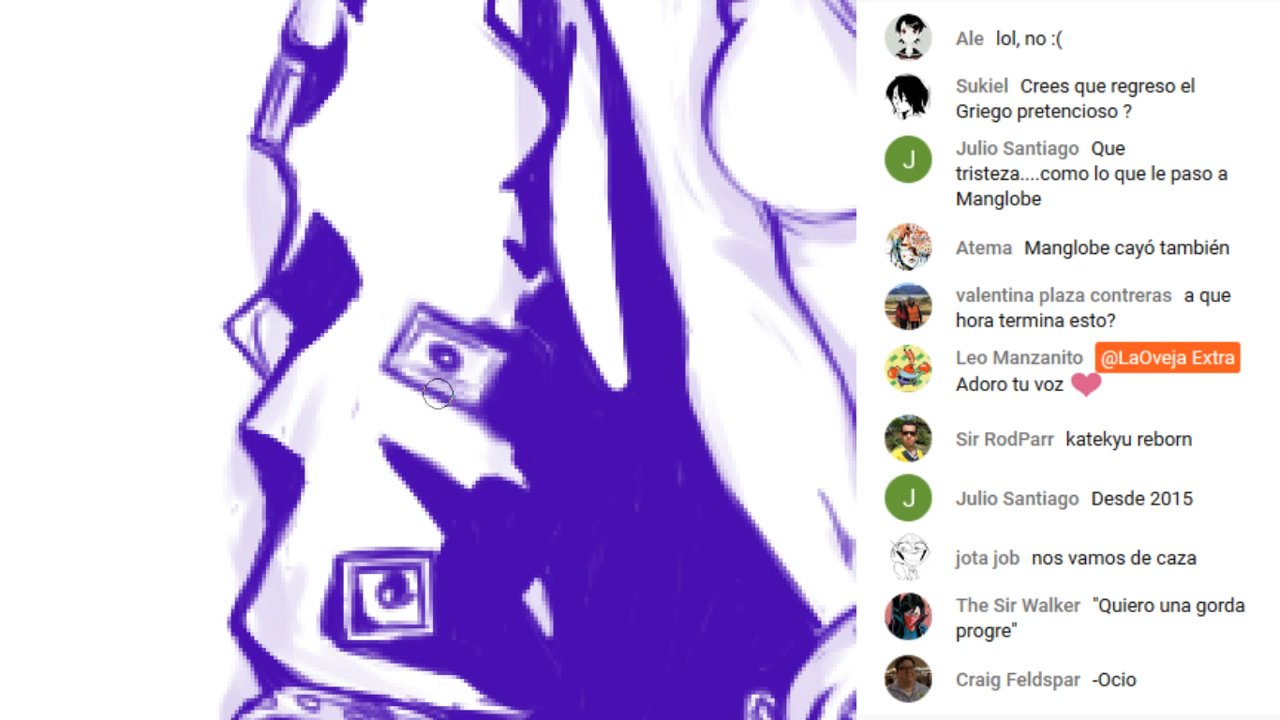 Ale lol, no :(
Sukiel Crees que regreso el
Griego pretencioso ?
J
Julio Santiago Que
tristeza....como lo que le paso a
Manglobe
Atema Manglobe cayó también
valentina plaza contreras a que
hora termina esto?
Leo Manzanito @LaOveja Extra
Adoro tu voz
Sir RodParr katekyu reborn
J
Julio Santiago Desde 2015
jota job nos vamos de caza
The Sir Walker "Quiero una gorda
progre"
Craig Feldspar -Ocio